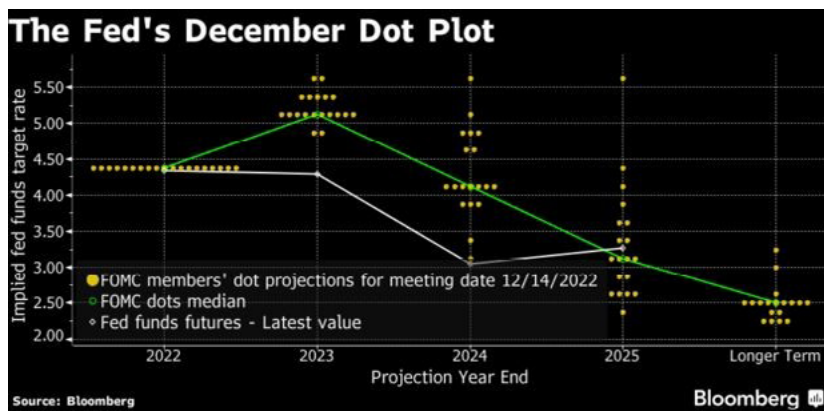 The Fed's December Dot Plot
Implied fed funds target rate
5.50
5.00
4.50
4.00
3.50
3.00
2.50
2.00
FOMC members' dot projections for meeting date 12/14/2022
FOMC dots median
Fed funds futures - Latest value
2022 2023 2024 2025 Longer Term
Projection Year End
Source: Bloomberg
Bloomberg